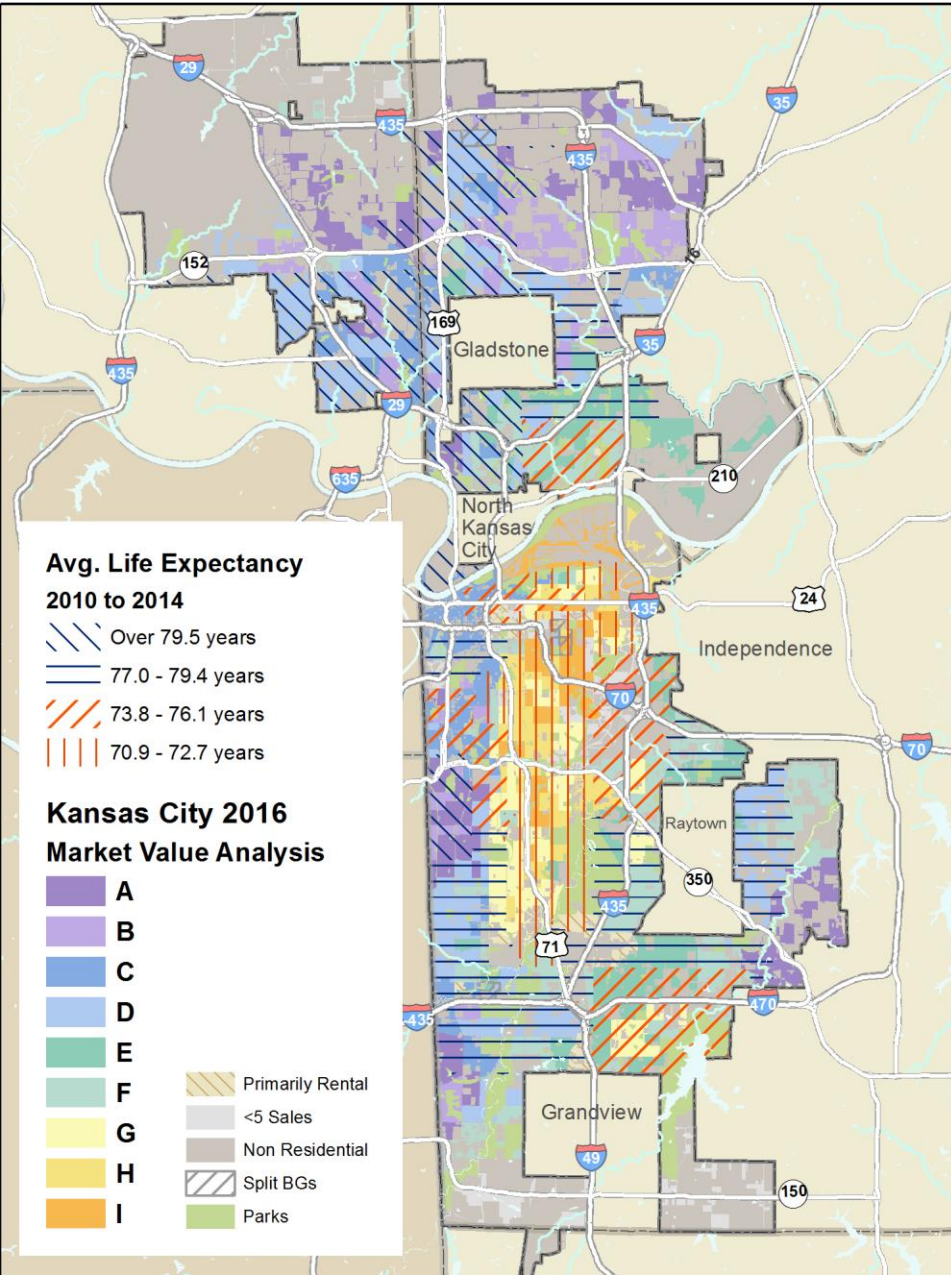 29
35
435
435
152
169
Gladstone
35
435
29
210
635
North
Kansas
City
435
24
Independence
70
70
Raytown
350
435
71
435
470
Grandview
49
150
Avg. Life Expectancy
2010 to 2014
Over 79.5 years
77.0 - 79.4 years
73.8 - 76.1 years
70.9 - 72.7 years
Kansas City 2016
Market Value Analysis
A
B
C
D
E
F
G
H
I
Primarily Rental
<5 Sales
Non Residential
Split BGs
Parks